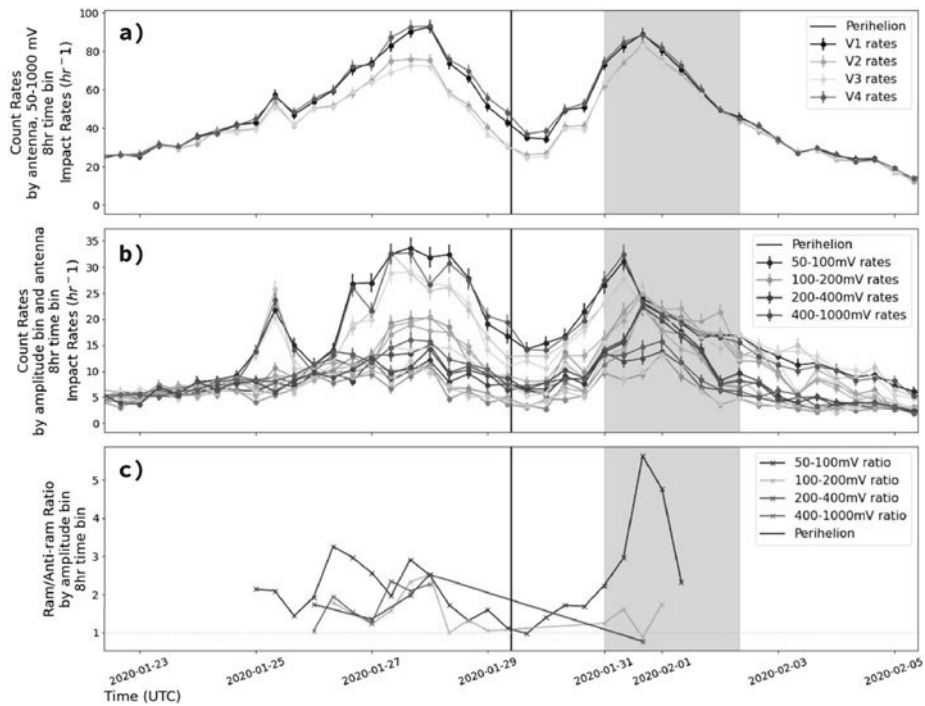 a)
Count Rates
by antenna, 50-1000 mV
8hr time bin
Impact Rates (hr⁻1)
100
80
60
40
20
0
Perihelion
V1 rates
V2 rates
V3 rates
V4 rates
b)
Count Rates
by amplitude bin and antenna
8hr time bin
Impact Rates (hr⁻1)
35
30
25
20
15
10
5
0
Perihelion
50-100mV rates
100-200mV rates
200-400mV rates
400-1000mV rates
c)
Ram/Anti-ram Ratio
by amplitude bin
8hr time bin
5
4
3
2
1
50-100mV ratio
100-200mV ratio
200-400mV ratio
400-1000mV ratio
Perihelion
2020-01-23
2020-01-25
2020-01-27
2020-01-29
2020-01-31
2020-02-01
2020-02-03
2020-02-05
Time (UTC)